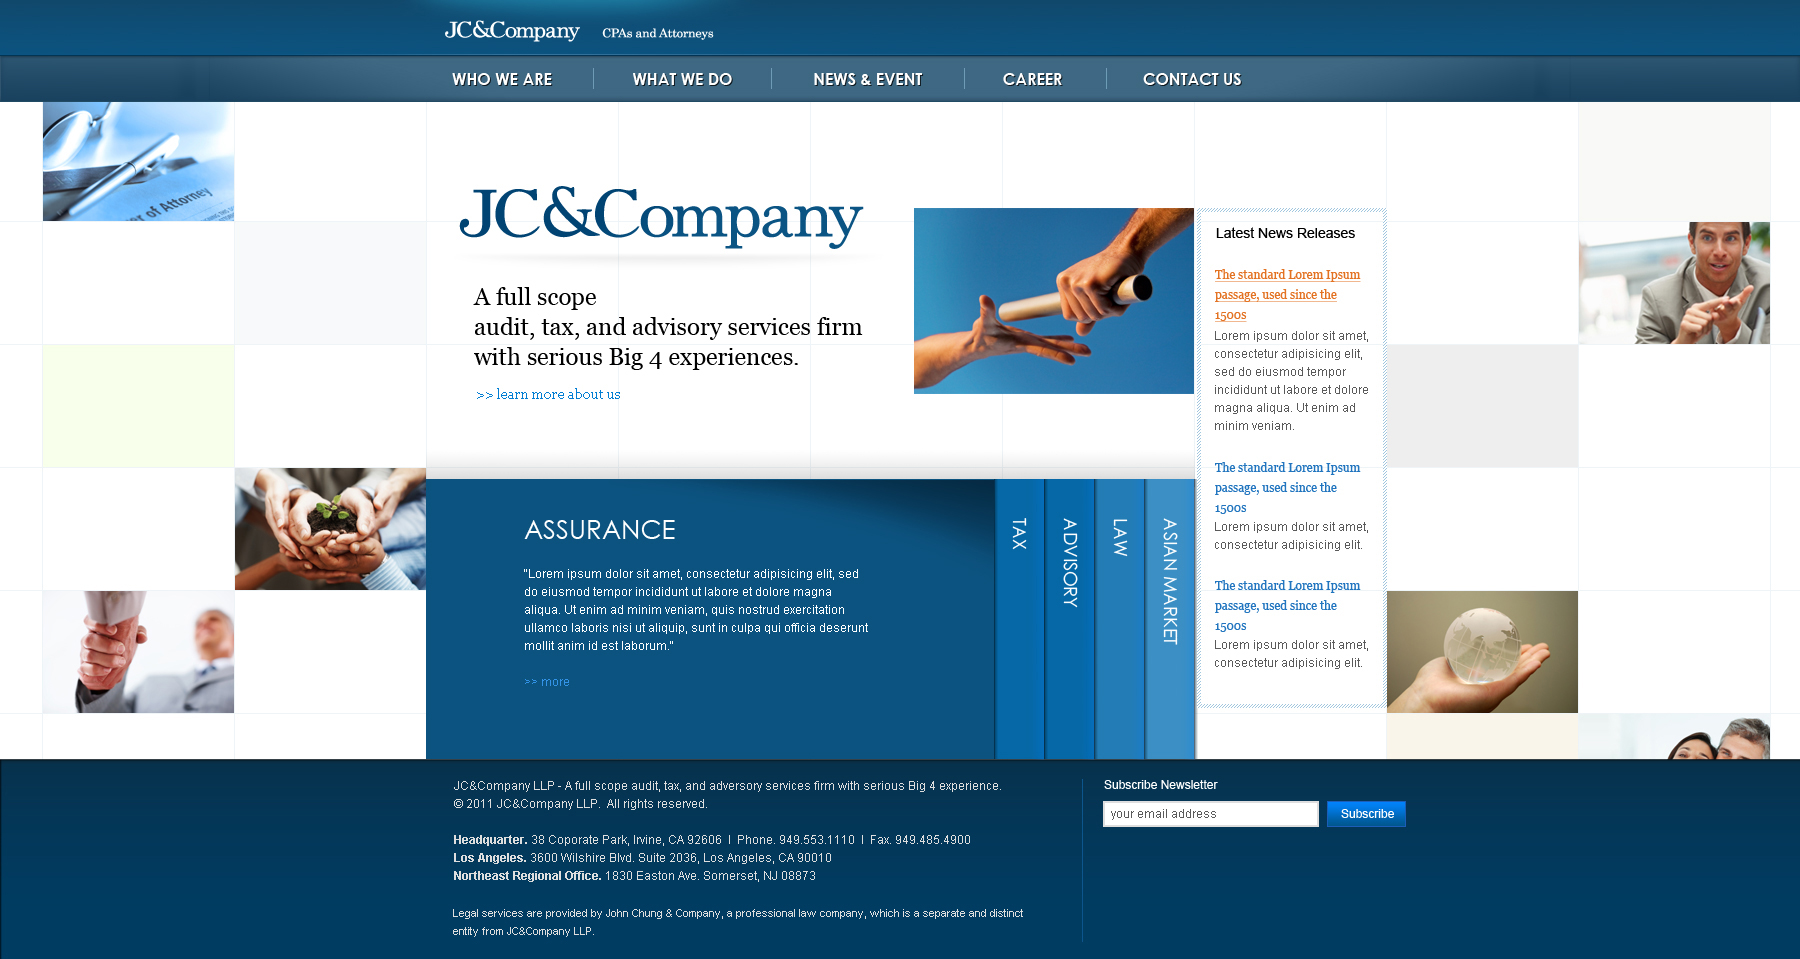 JC&Company CPAs and Attorneys
WHO WE ARE
WHAT WE DO
NEWS & EVENT
CAREER
CONTACT US
er of Attorney
JC&Company
A full scope
audit, tax, and advisory services firm
with serious Big 4 experiences.
>> learn more about us
Latest News Releases
The standard Lorem Ipsum
passage, used since the
1500s
Lorem ipsum dolor sit amet,
consectetur adipisicing elit,
sed do eiusmod tempor
incididunt ut labore et dolore
magna aliqua. Ut enim ad
minim veniam.
The standard Lorem Ipsum
passage, used since the
1500s
Lorem ipsum dolor sit amet,
consectetur adipisicing elit.
The standard Lorem Ipsum
passage, used since the
1500s
Lorem ipsum dolor sit amet,
consectetur adipisicing elit.
ASSURANCE
"Lorem ipsum dolor sit amet, consectetur adipisicing elit, sed
do eiusmod tempor incididunt ut labore et dolore magna
aliqua. Ut enim ad minim veniam, quis nostrud exercitation
ullamco laboris nisi ut aliquip, sunt in culpa qui officia deserunt
mollit anim id est laborum."
>> more
TAX
ADVISORY
LAW
ASIAN MARKET
JC&Company LLP - A full scope audit, tax, and adversory services firm with serious Big 4 experience.
© 2011 JC&Company LLP. All rights reserved.
Headquarter. 38 Coporate Park, Irvine, CA 92606 I Phone. 949.553.1110 I Fax. 949.485.4900
Los Angeles. 3600 Wilshire Blvd. Suite 2036, Los Angeles, CA 90010
Northeast Regional Office. 1830 Easton Ave. Somerset, NJ 08873
Legal services are provided by John Chung & Company, a professional law company, which is a separate and distinct
entity from JC&Company LLP.
Subscribe Newsletter
your email address
Subscribe